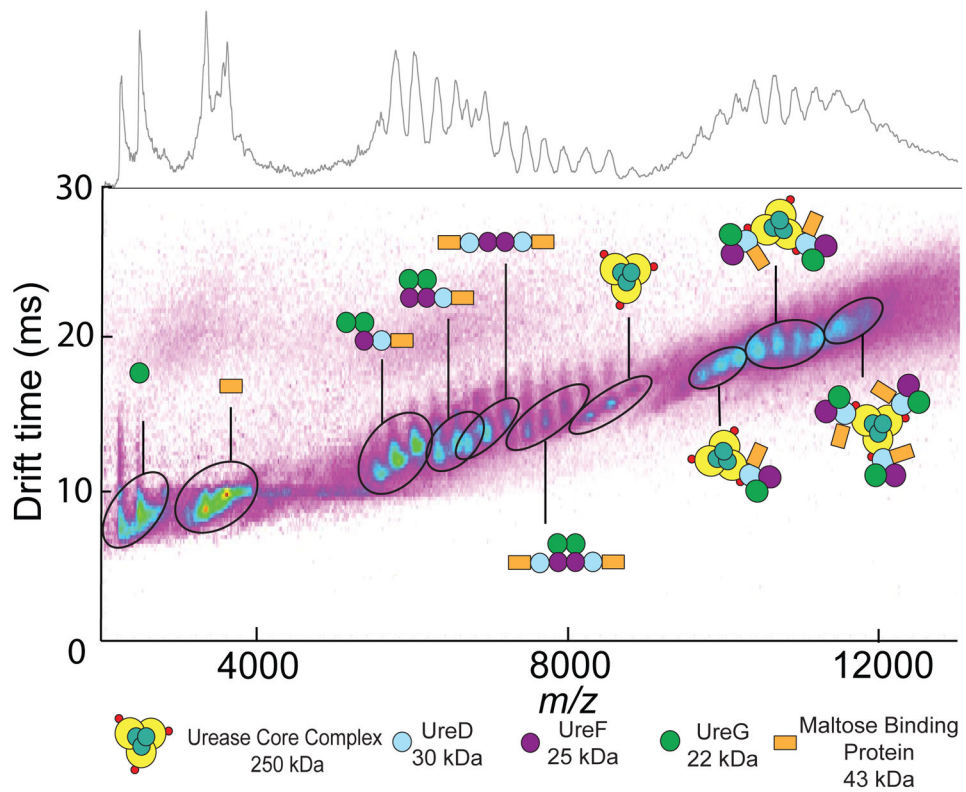 30
20
10
0
Drift time (ms)
4000
8000
12000
m/z
Urease Core Complex
250 kDa
UreD
30 kDa
UreF
25 kDa
UreG
22 kDa
Maltose Binding
Protein
43 kDa